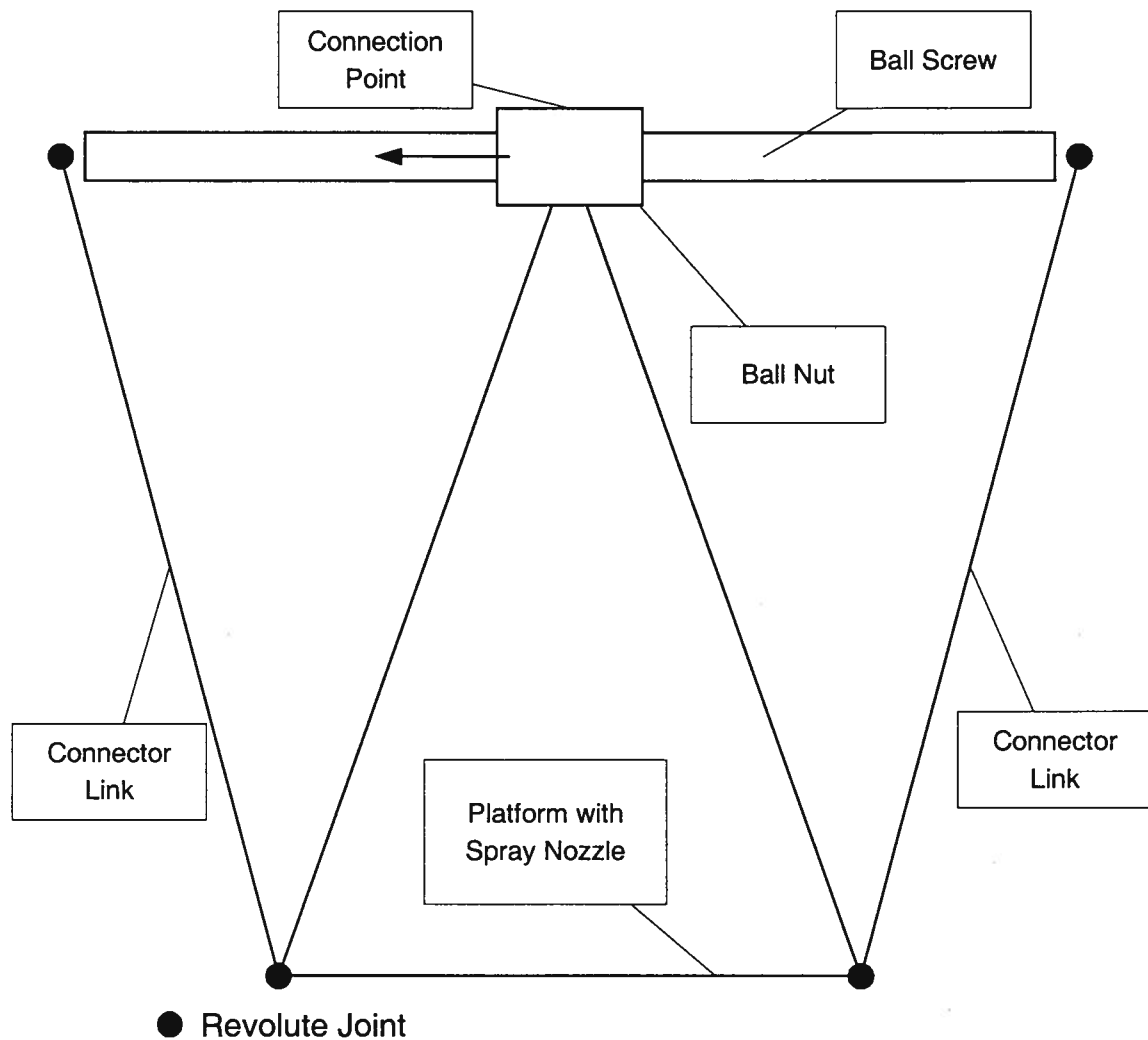 Connection
Point
Ball Screw
Ball Nut
Connector
Link
Connector
Link
Platform with
Spray Nozzle
Revolute Joint